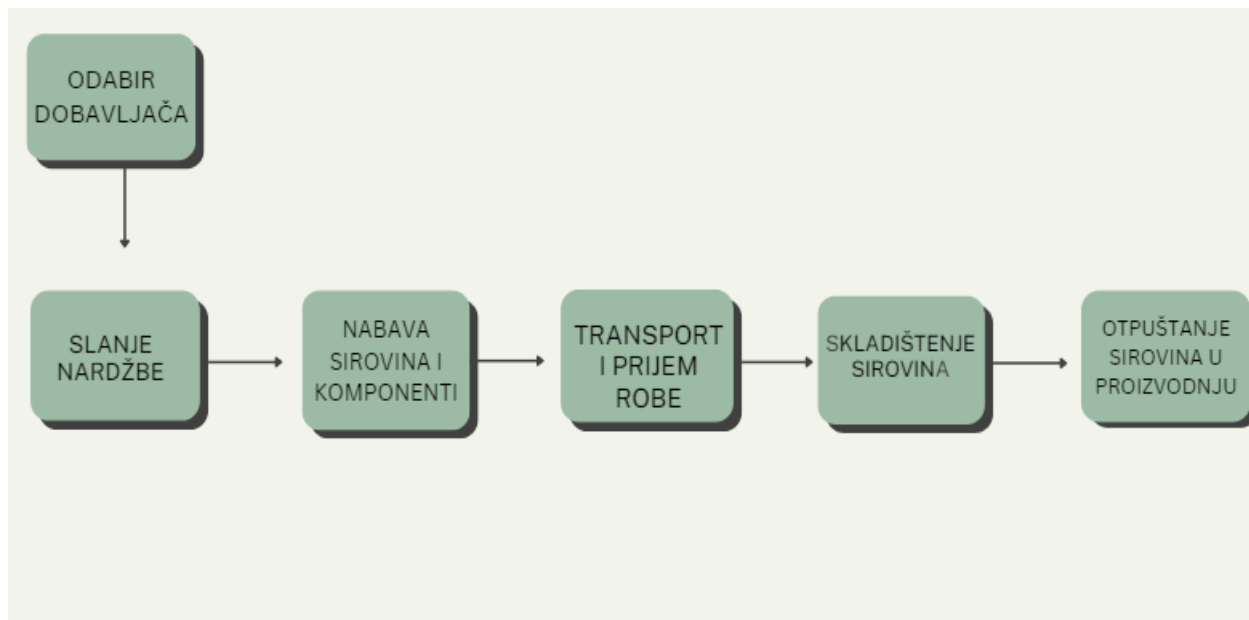 ODABIR
DOBAVLJAČA
SLANJE
NARDŽBE
NABAVA
SIROVINA I
KOMPONENTI
TRANSPORT
I PRIJEM
ROBE
SKLADIŠTENJE
SIROVINA
OTPUŠTANJE
SIROVINA U
PROIZVODNJU